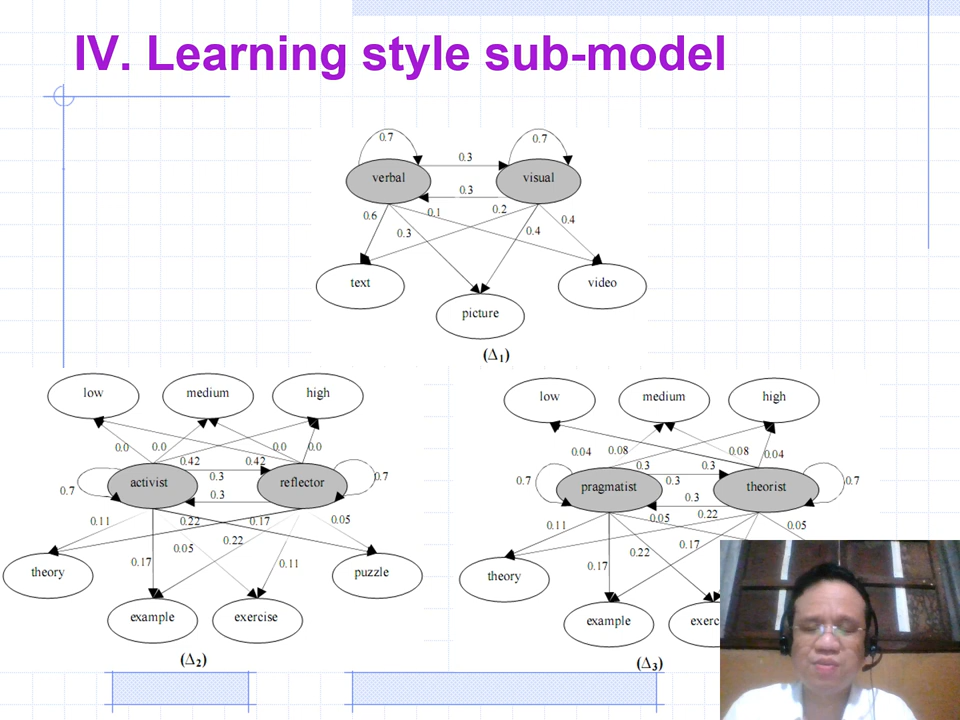 IV. Learning style sub-model
0.7 0.7
0.3
verbal visual
0.3
0.6 0.1 0.2 0.4
0.3 0.4
text video
picture
(Δ1)
low medium high
0.0 0.0 0.0 0.0
0.42 0.42
0.3
activist reflector
0.7 0.7
0.3
0.11 0.22 0.17 0.05
0.05 0.22
0.17 0.11
theory puzzle
example exercise
(Δ2)
low medium high
0.04 0.08 0.08 0.04
0.3 0.3
0.3
pragmatist theorist
0.7 0.7
0.3
0.11 0.05 0.22 0.05
0.22 0.17
0.17
theory
example exerc
(Δ3)